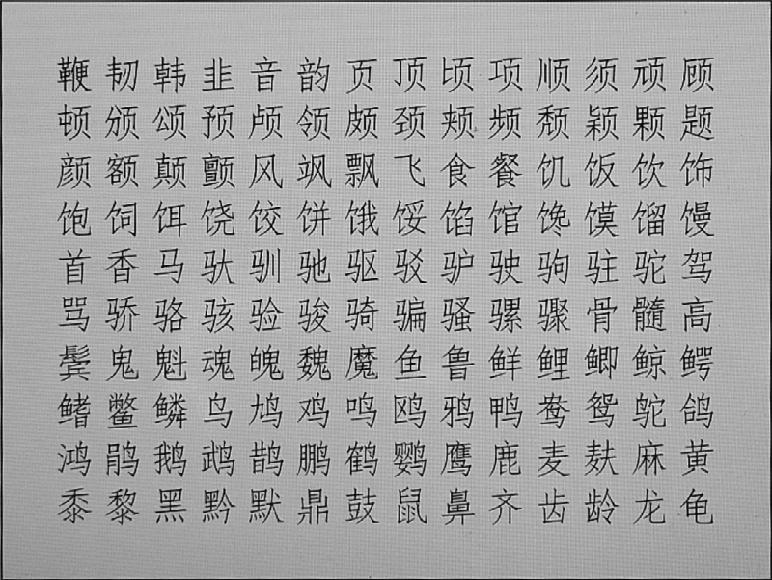 鞭韧韩韭音韵页顶顷项顺须顽顾
顿颁颂预颅领颇颈颊频颓颖颗题
颜额颠颤风飒飘飞食餐饥饭饮饰
饱饲饵饶饺饼饿馁馅馆馋馍馏馒
首香马驮驯驰驱驳驴驶驹驻驼驾
骂骄骆骇验骏骑骗骚骡骤骨髓高
鬓鬼魁魂魄魏魔鱼鲁鲜鲤鲫鲸鳄
鳍鳖鳞鸟鸠鸡鸣鸥鸦鸭鸯鸳鸵鸽
鸿鹃鹅鹉鹊鹏鹤鹦鹰鹿麦麸麻黄
黍黎黑黔默鼎鼓鼠鼻齐齿龄龙龟